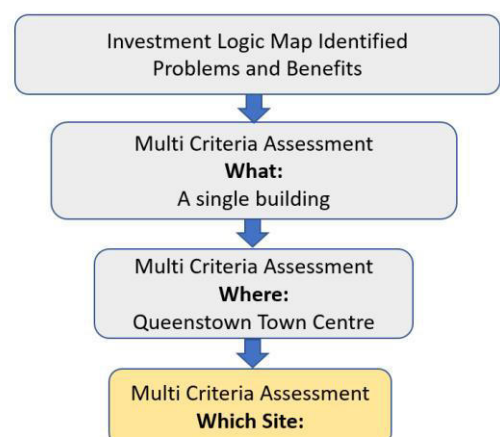 Investment Logic Map Identified
Problems and Benefits
Multi Criteria Assessment
What:
A single building
Multi Criteria Assessment
Where:
Queenstown Town Centre
Multi Criteria Assessment
Which Site: